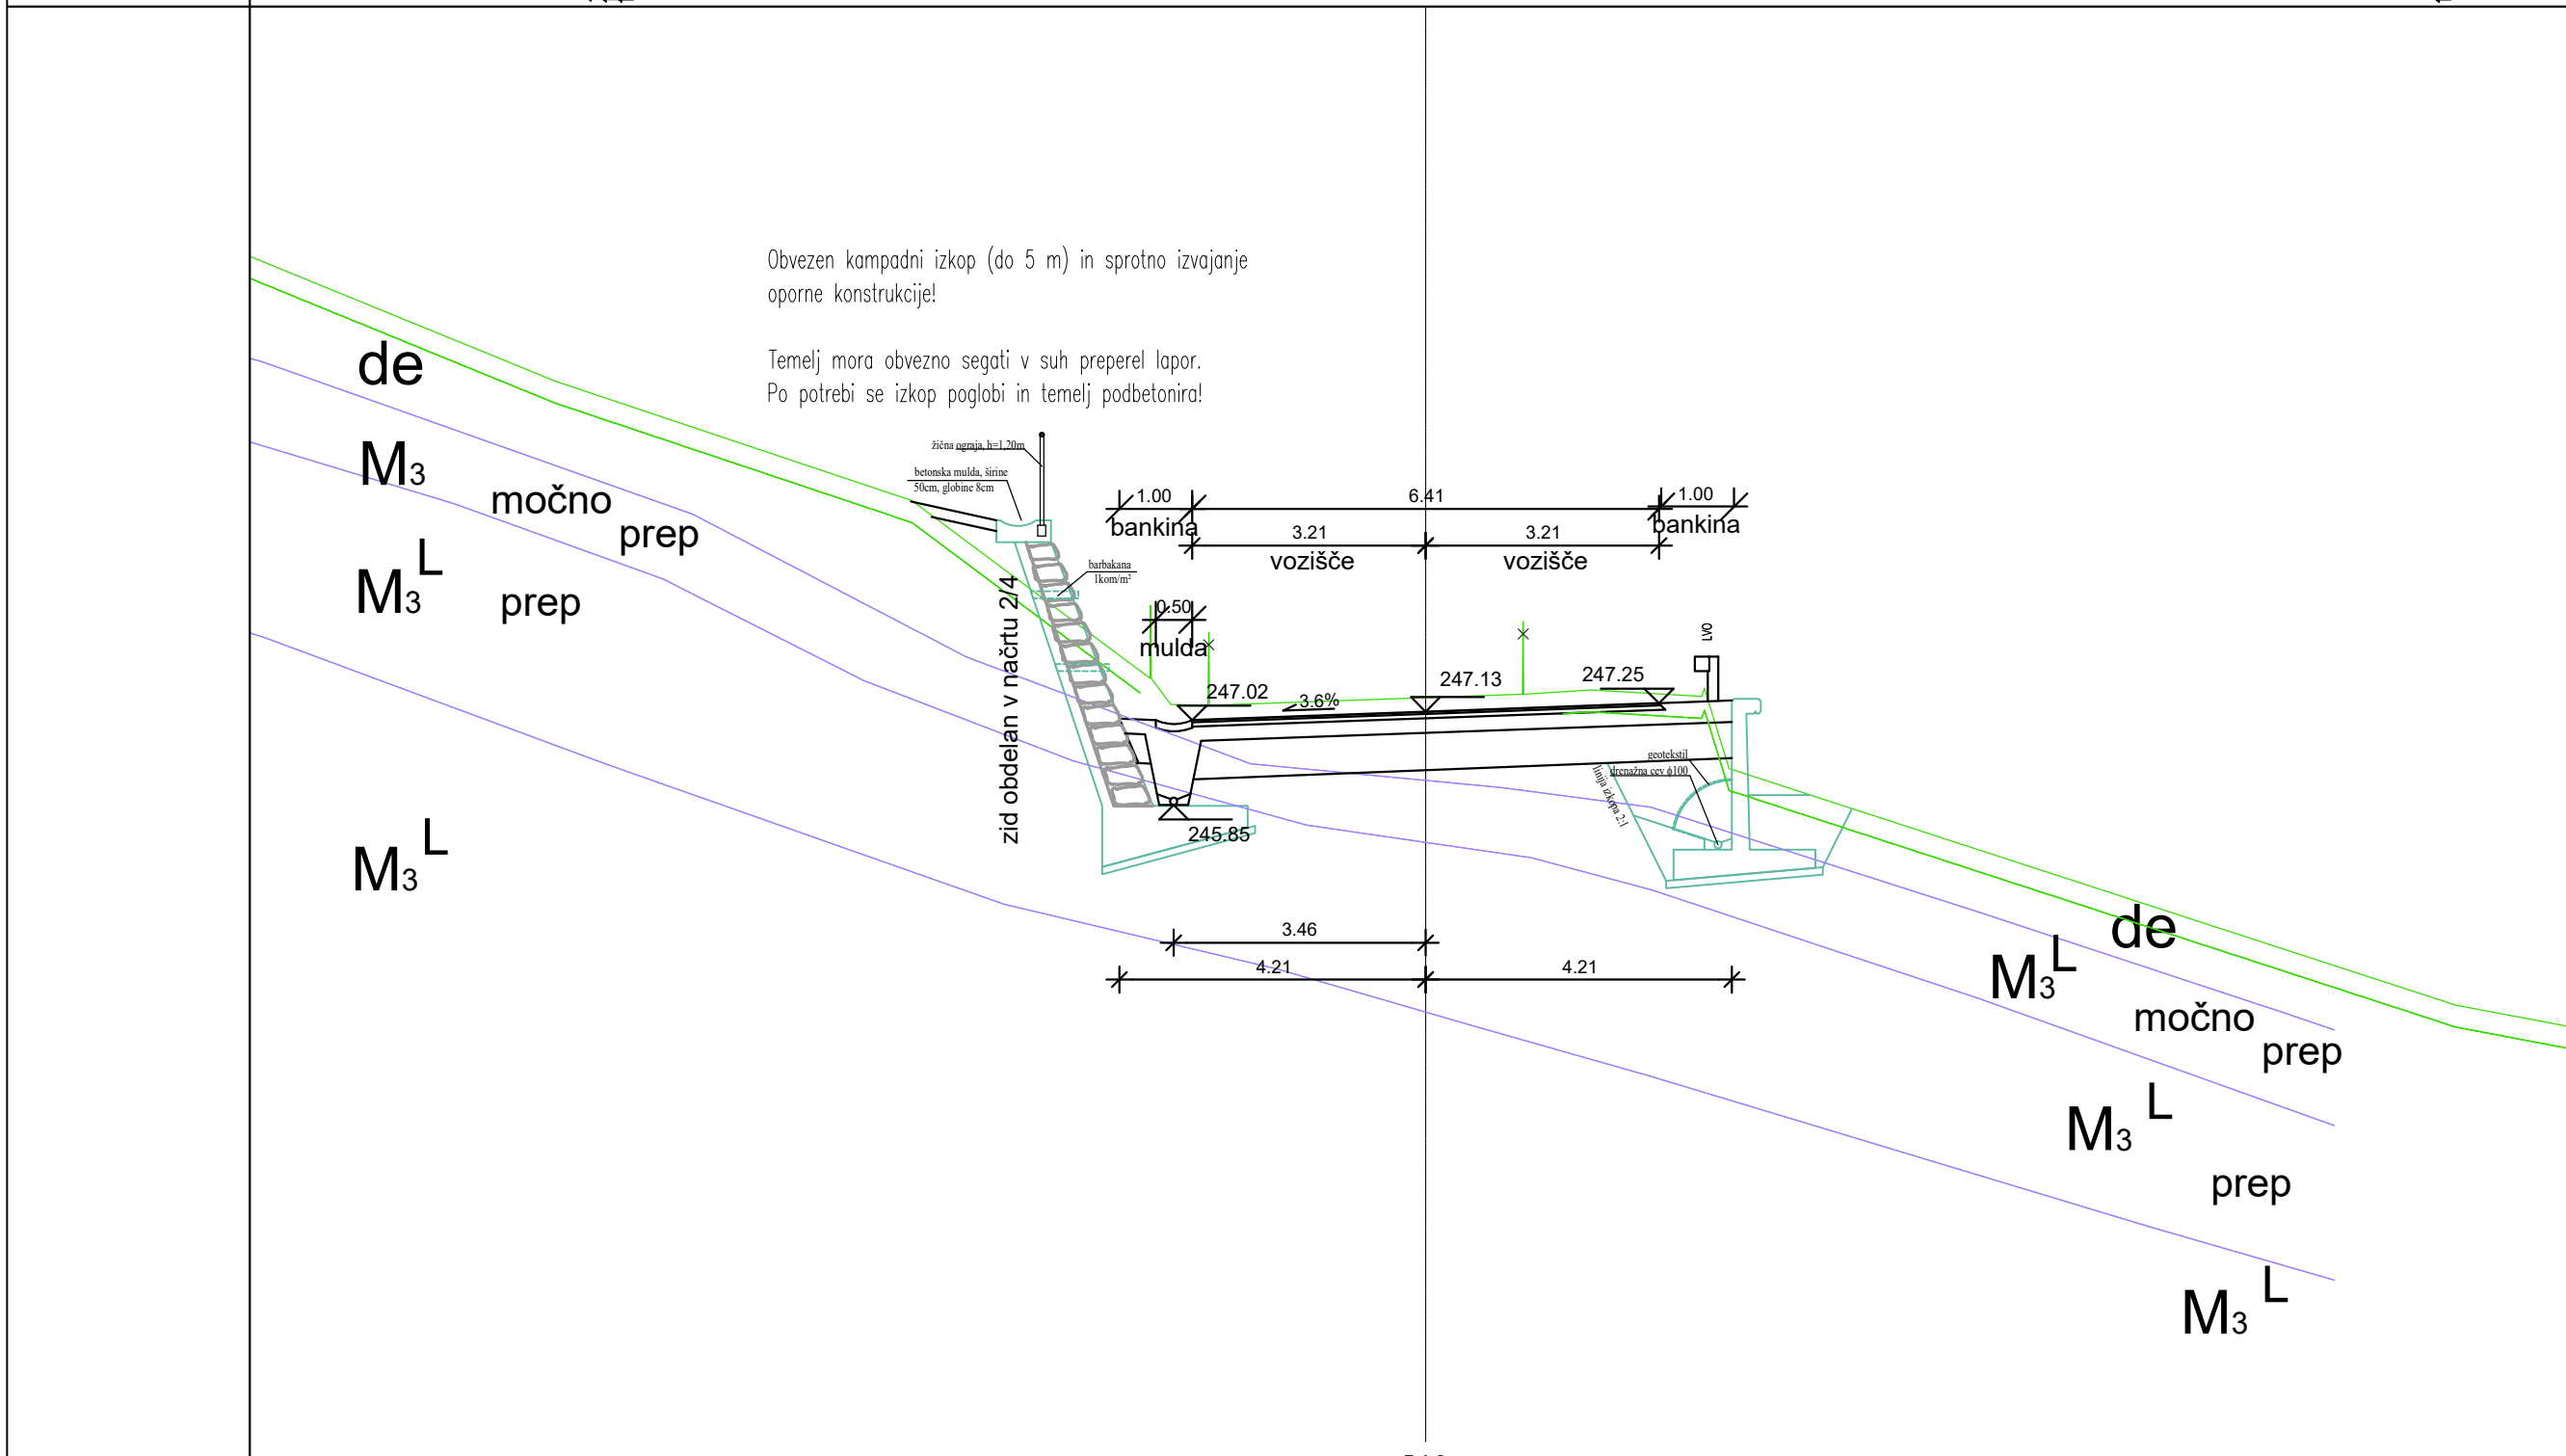 Obvezen kampadni izkop (do 5 m) in sprotno izvajanje
oporne konstrukcije!
Temelj mora obvezno segati v suh preperel lapor.
Po potrebi se izkop poglobi in temelj podbetonira!
de
M3
močno
prep
M3 L
prep
M3 L
žična ograja, h=1,20m
betonska mulda, širine
50cm, globine 8cm
barbakana
1kom/m²
zid obdelan v načrtu 2/4
1.00
bankina
6.41
1.00
bankina
3.21
vozišče
3.21
vozišče
0.50
mulda
247.02
3.6%
247.13
247.25
LVO
geotekstil
drenažna cev ϕ100
linija izkopa 2:1
245.85
3.46
4.21
4.21
de
M3 L
močno
prep
M3 L
prep
M3 L